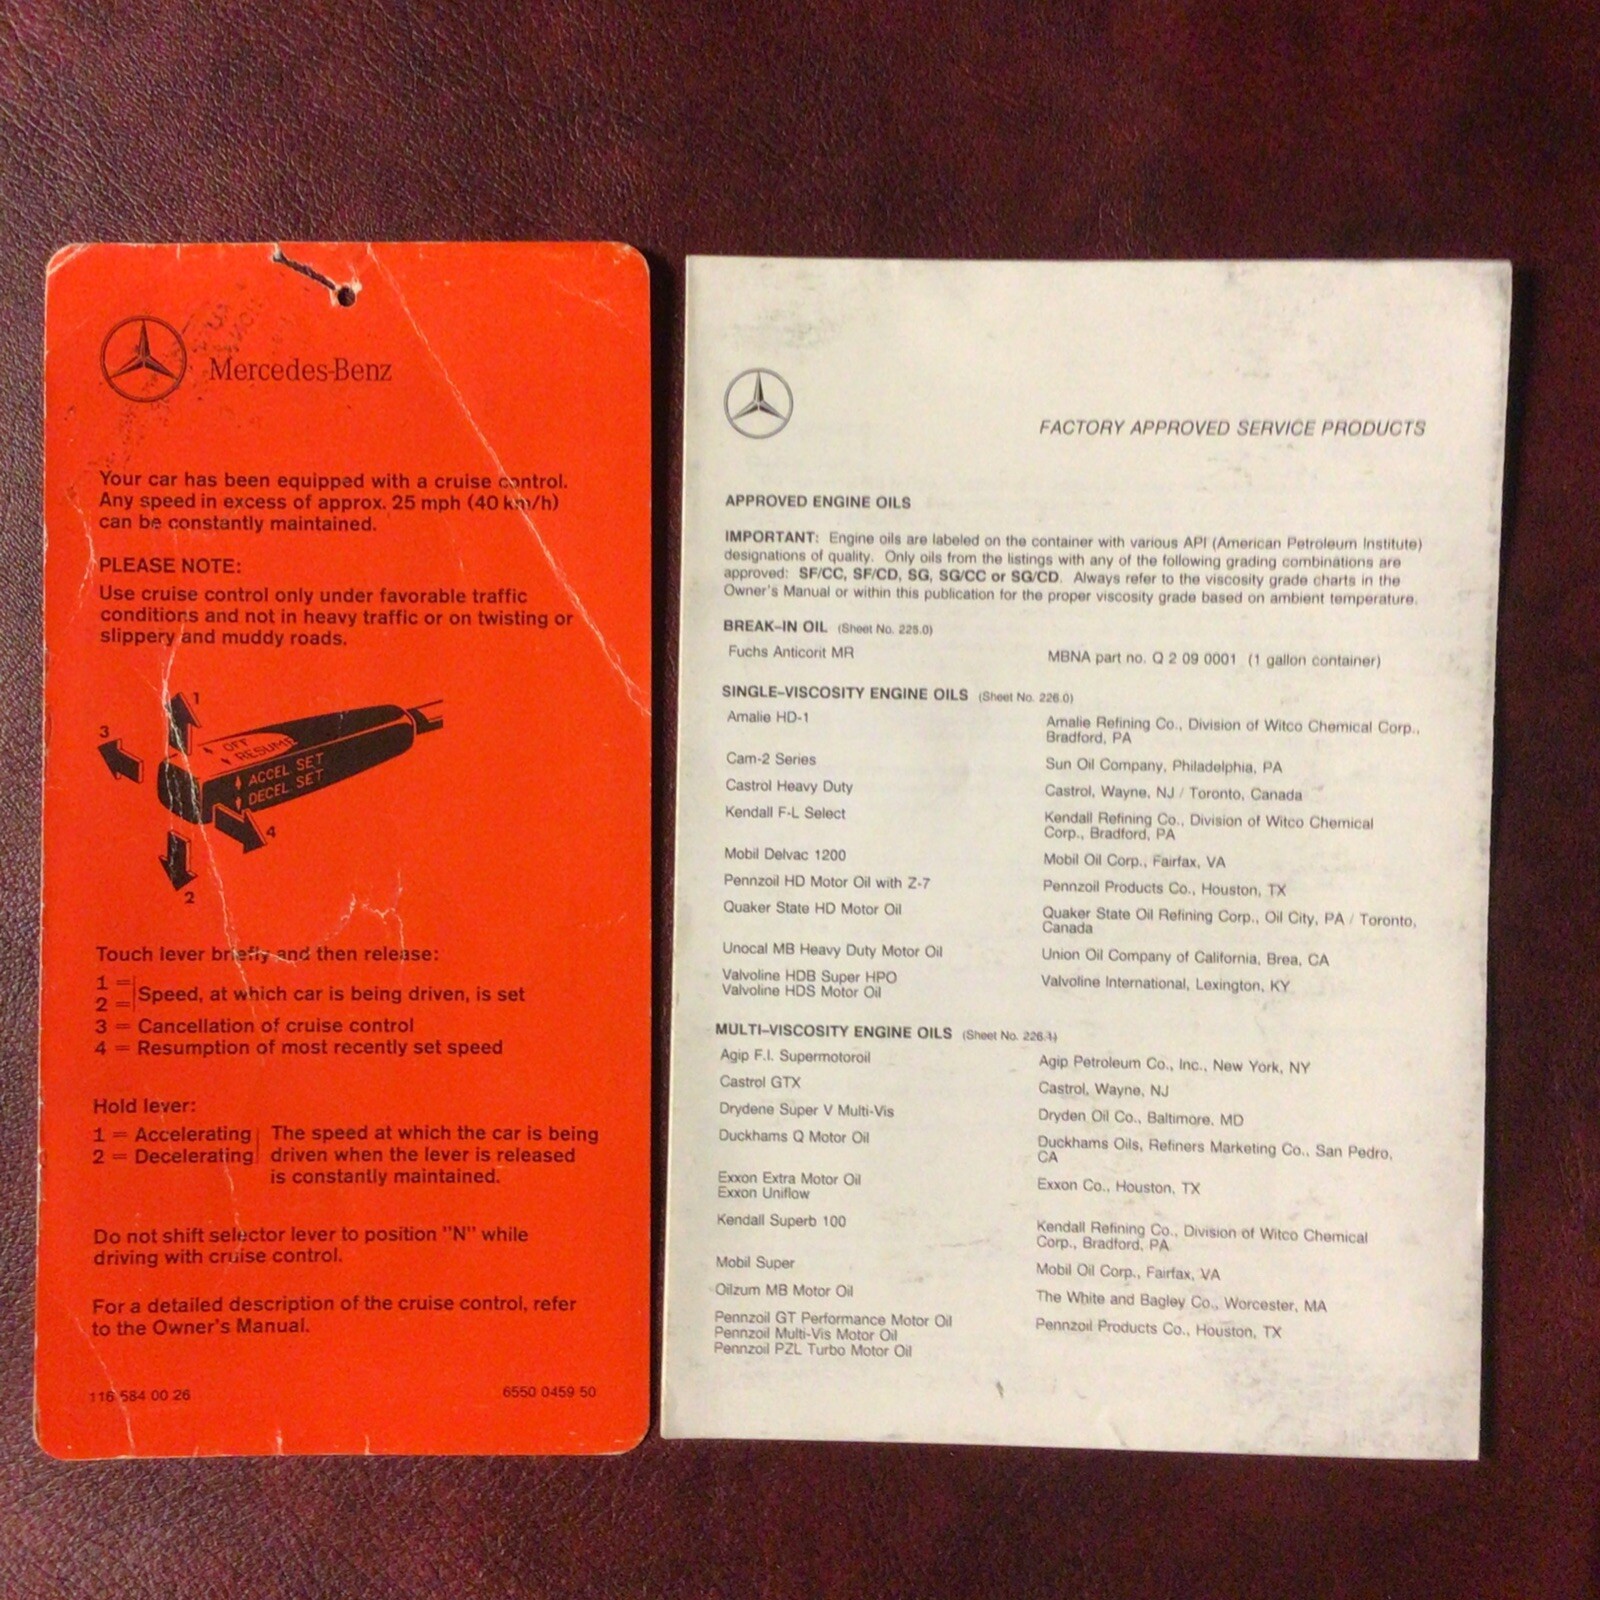 Mercedes-Benz
Your car has been equipped with a cruise control.
Any speed in excess of approx. 25 mph (40 km/h)
can be constantly maintained.
PLEASE NOTE:
Use cruise control only under favorable traffic
conditions and not in heavy traffic or on twisting or
slippery and muddy roads.
1
3
OFF
RESUME
ACCEL SET
DECEL SET
4
2
Touch lever briefly and then release:
1 =
2 = Speed, at which car is being driven, is set
3 = Cancellation of cruise control
4 = Resumption of most recently set speed
Hold lever:
1 = Accelerating The speed at which the car is being
2 = Decelerating driven when the lever is released
is constantly maintained.
Do not shift selector lever to position "N" while
driving with cruise control.
For a detailed description of the cruise control, refer
to the Owner's Manual.
116 584 00 26 6550 0459 50
FACTORY APPROVED SERVICE PRODUCTS
APPROVED ENGINE OILS
IMPORTANT: Engine oils are labeled on the container with various API (American Petroleum Institute)
designations of quality. Only oils from the listings with any of the following grading combinations are
approved: SF/CC, SF/CD, SG, SG/CC or SG/CD. Always refer to the viscosity grade charts in the
Owner's Manual or within this publication for the proper viscosity grade based on ambient temperature.
BREAK-IN OIL (Sheet No. 225.0)
Fuchs Anticorit MR MBNA part no. Q 2 09 0001 (1 gallon container)
SINGLE-VISCOSITY ENGINE OILS (Sheet No. 226.0)
Amalie HD-1 Amalie Refining Co., Division of Witco Chemical Corp.,
Bradford, PA
Cam-2 Series Sun Oil Company, Philadelphia, PA
Castrol Heavy Duty Castrol, Wayne, NJ / Toronto, Canada
Kendall F-L Select Kendall Refining Co., Division of Witco Chemical
Corp., Bradford, PA
Mobil Delvac 1200 Mobil Oil Corp., Fairfax, VA
Pennzoil HD Motor Oil with Z-7 Pennzoil Products Co., Houston, TX
Quaker State HD Motor Oil Quaker State Oil Refining Corp., Oil City, PA / Toronto,
Canada
Unocal MB Heavy Duty Motor Oil Union Oil Company of California, Brea, CA
Valvoline HDB Super HPO Valvoline International, Lexington, KY
Valvoline HDS Motor Oil
MULTI-VISCOSITY ENGINE OILS (Sheet No. 226.1)
Agip F.I. Supermotoroil Agip Petroleum Co., Inc., New York, NY
Castrol GTX Castrol, Wayne, NJ
Drydene Super V Multi-Vis Dryden Oil Co., Baltimore, MD
Duckhams Q Motor Oil Duckhams Oils, Refiners Marketing Co., San Pedro,
CA
Exxon Extra Motor Oil Exxon Co., Houston, TX
Exxon Uniflow
Kendall Superb 100 Kendall Refining Co., Division of Witco Chemical
Corp., Bradford, PA
Mobil Super Mobil Oil Corp., Fairfax, VA
Oilzum MB Motor Oil The White and Bagley Co., Worcester, MA
Pennzoil GT Performance Motor Oil Pennzoil Products Co., Houston, TX
Pennzoil Multi-Vis Motor Oil
Pennzoil PZL Turbo Motor Oil